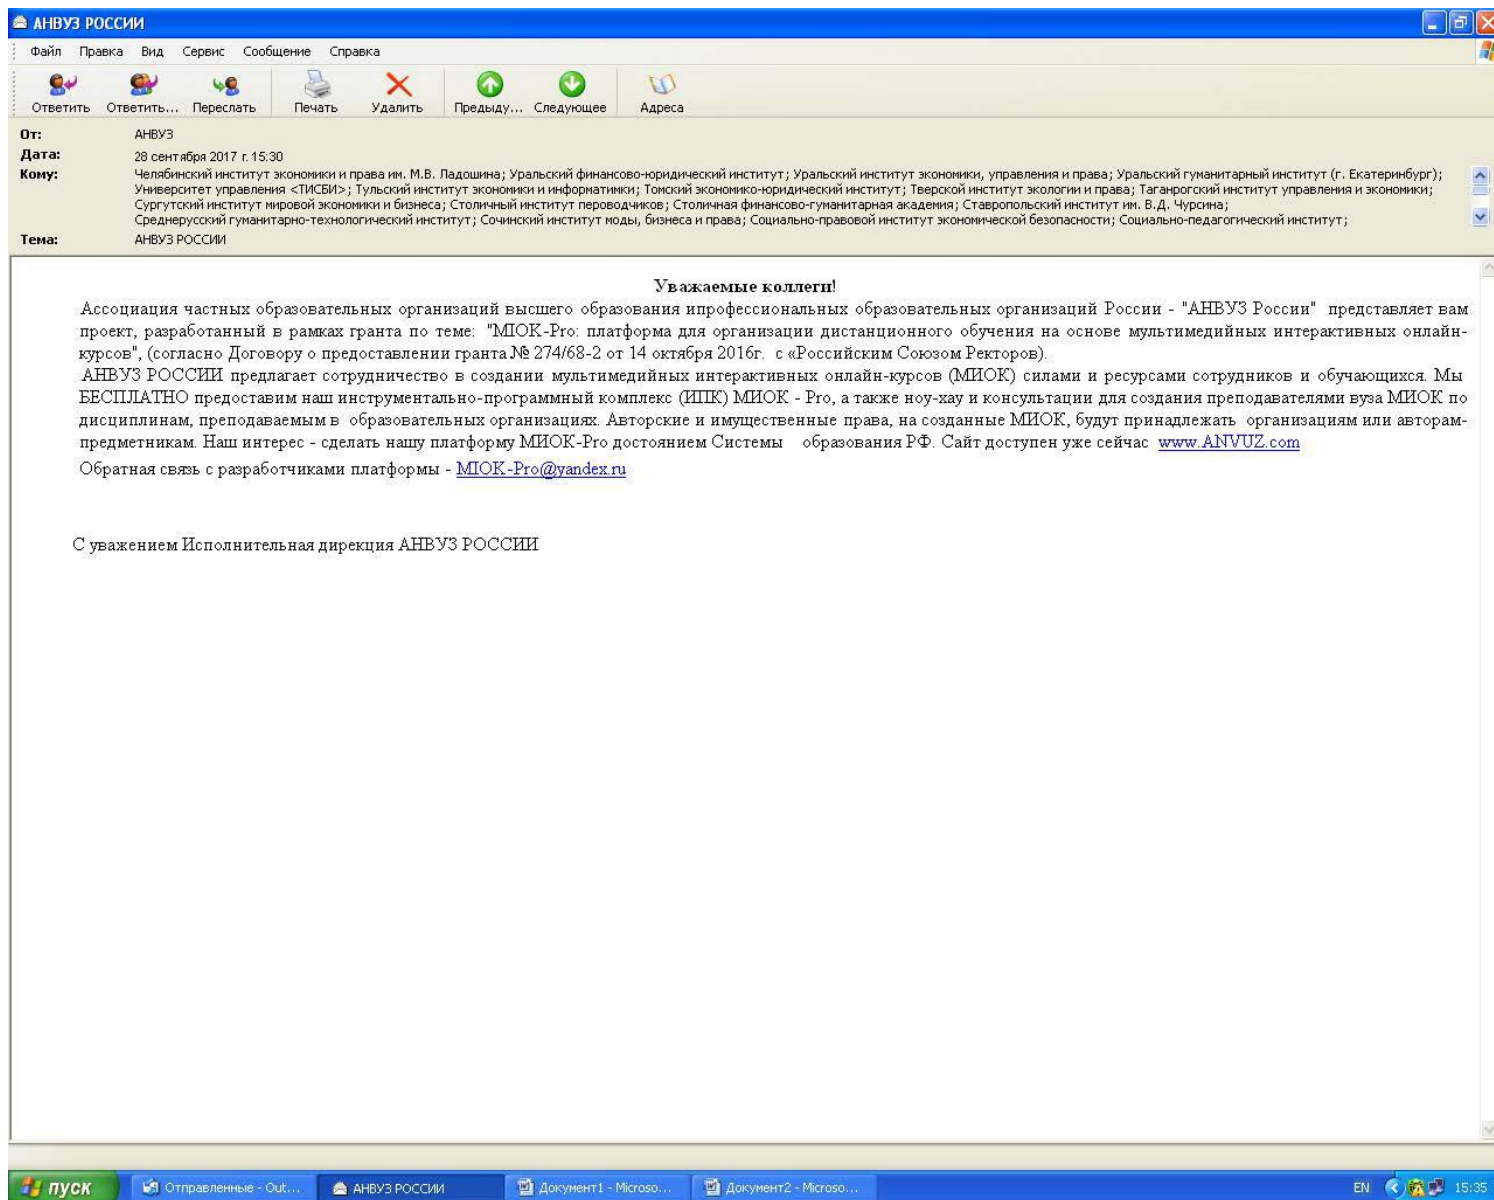 АНВУЗ РОССИИ
Файл Правка Вид Сервис Сообщение Справка
Ответить Ответить... Переслать Печать Удалить Предыду... Следующее Адреса
От: АНВУЗ
Дата: 28 сентября 2017 г. 15:30
Кому: Челябинский институт экономики и права им. М.В. Ладошина; Уральский финансово-юридический институт; Уральский институт экономики, управления и права; Уральский гуманитарный институт (г. Екатеринбург);
Университет управления <ТИСБИ>; Тульский институт экономики и информатимки; Томский экономико-юридический институт; Тверской институт экологии и права; Таганрогский институт управления и экономики;
Сургутский институт мировой экономики и бизнеса; Столичный институт пероводчиков; Столичная финансово-гуманитарная академия; Ставропольский институт им. В.Д. Чурсина;
Среднерусский гуманитарно-технологический институт; Сочинский институт моды, бизнеса и права; Социально-правовой институт экономической безопасности; Социально-педагогический институт;
Тема: АНВУЗ РОССИИ
Уважаемые коллеги!
Ассоциация частных образовательных организаций высшего образования ипрофессиональных образовательных организаций России - "АНВУЗ России" представляет вам
проект, разработанный в рамках гранта по теме: "MIOK-Pro: платформа для организации дистанционного обучения на основе мультимедийных интерактивных онлайн-
курсов", (согласно Договору о предоставлении гранта № 274/68-2 от 14 октября 2016г. с «Российским Союзом Ректоров).
АНВУЗ РОССИИ предлагает сотрудничество в создании мультимедийных интерактивных онлайн-курсов (МИОК) силами и ресурсами сотрудников и обучающихся. Мы
БЕСПЛАТНО предоставим наш инструментально-программный комплекс (ИПК) МИОК - Pro, а также ноу-хау и консультации для создания преподавателями вуза МИОК по
дисциплинам, преподаваемым в образовательных организациях. Авторские и имущественные права, на созданные МИОК, будут принадлежать организациям или авторам-
предметникам. Наш интерес - сделать нашу платформу МИОК-Pro достоянием Системы образования РФ. Сайт доступен уже сейчас www.ANVUZ.com
Обратная связь с разработчиками платформы - MIOK-Pro@yandex.ru
С уважением Исполнительная дирекция АНВУЗ РОССИИ
пуск Отправленные - Out... АНВУЗ РОССИИ Документ1 - Microso... Документ2 - Microso... EN 15:35